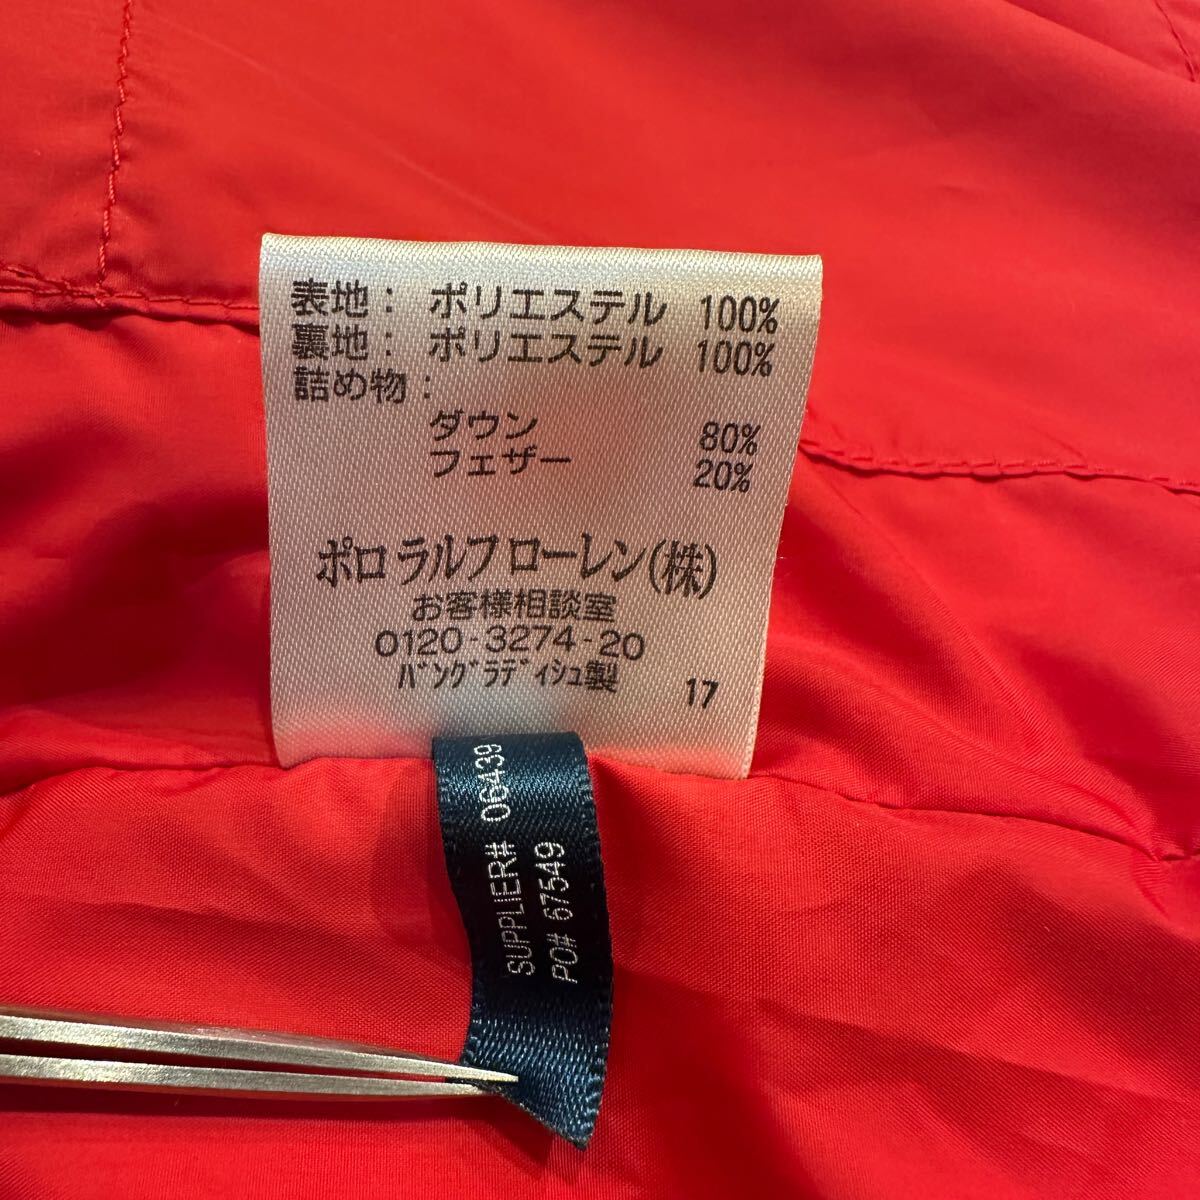 表地： ポリエステル 100%
裏地： ポリエステル 100%
詰め物：
ダウン 80%
フェザー 20%
ポロ ラルフ ローレン(株)
お客様相談室
0120-3274-20
ﾊﾞﾝｸﾞﾗﾃﾞｨｼｭ製 17
SUPPLIER# 06439
PO# 67549